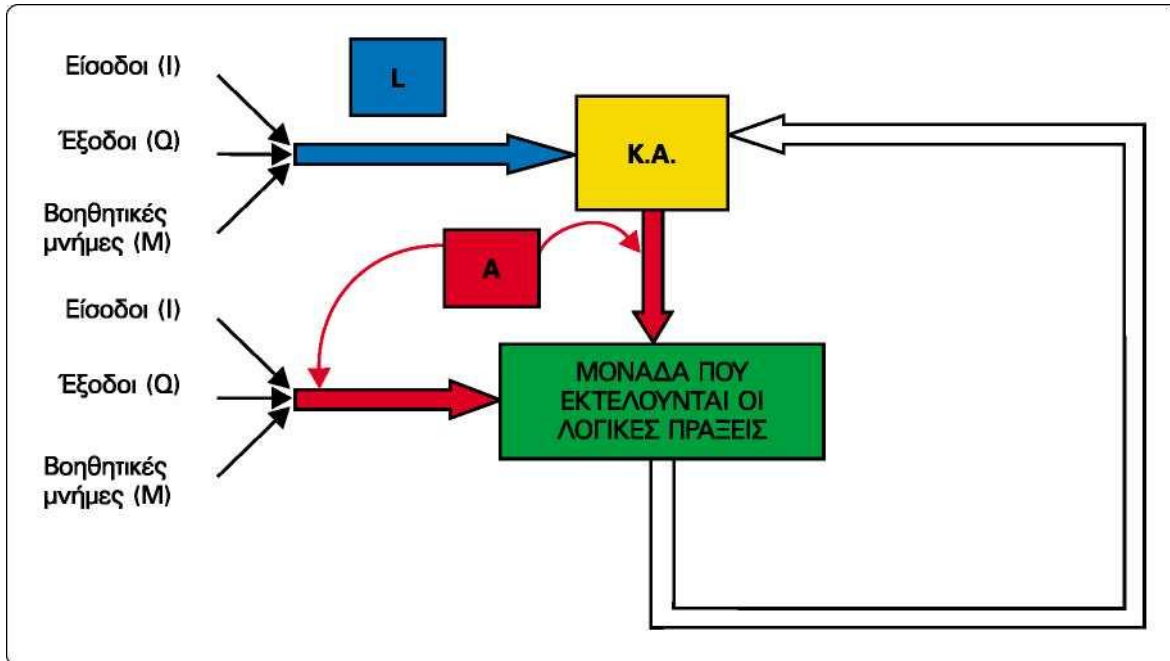 Είσοδοι (I)
L
Έξοδοι (Q)
K.A.
Βοηθητικές
μνήμες (M)
A
Είσοδοι (I)
Έξοδοι (Q)
ΜΟΝΑΔΑ ΠΟΥ
ΕΚΤΕΛΟΥΝΤΑΙ ΟΙ
ΛΟΓΙΚΕΣ ΠΡΑΞΕΙΣ
Βοηθητικές
μνήμες (M)